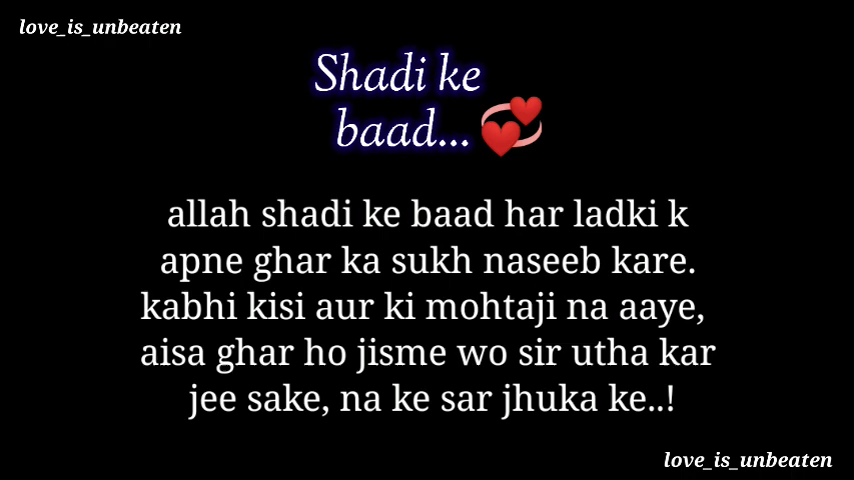 love_is_unbeaten
Shadi ke
baad...💞
allah shadi ke baad har ladki k
apne ghar ka sukh naseeb kare.
kabhi kisi aur ki mohtaji na aaye,
aisa ghar ho jisme wo sir utha kar
jee sake, na ke sar jhuka ke..!
love_is_unbeaten